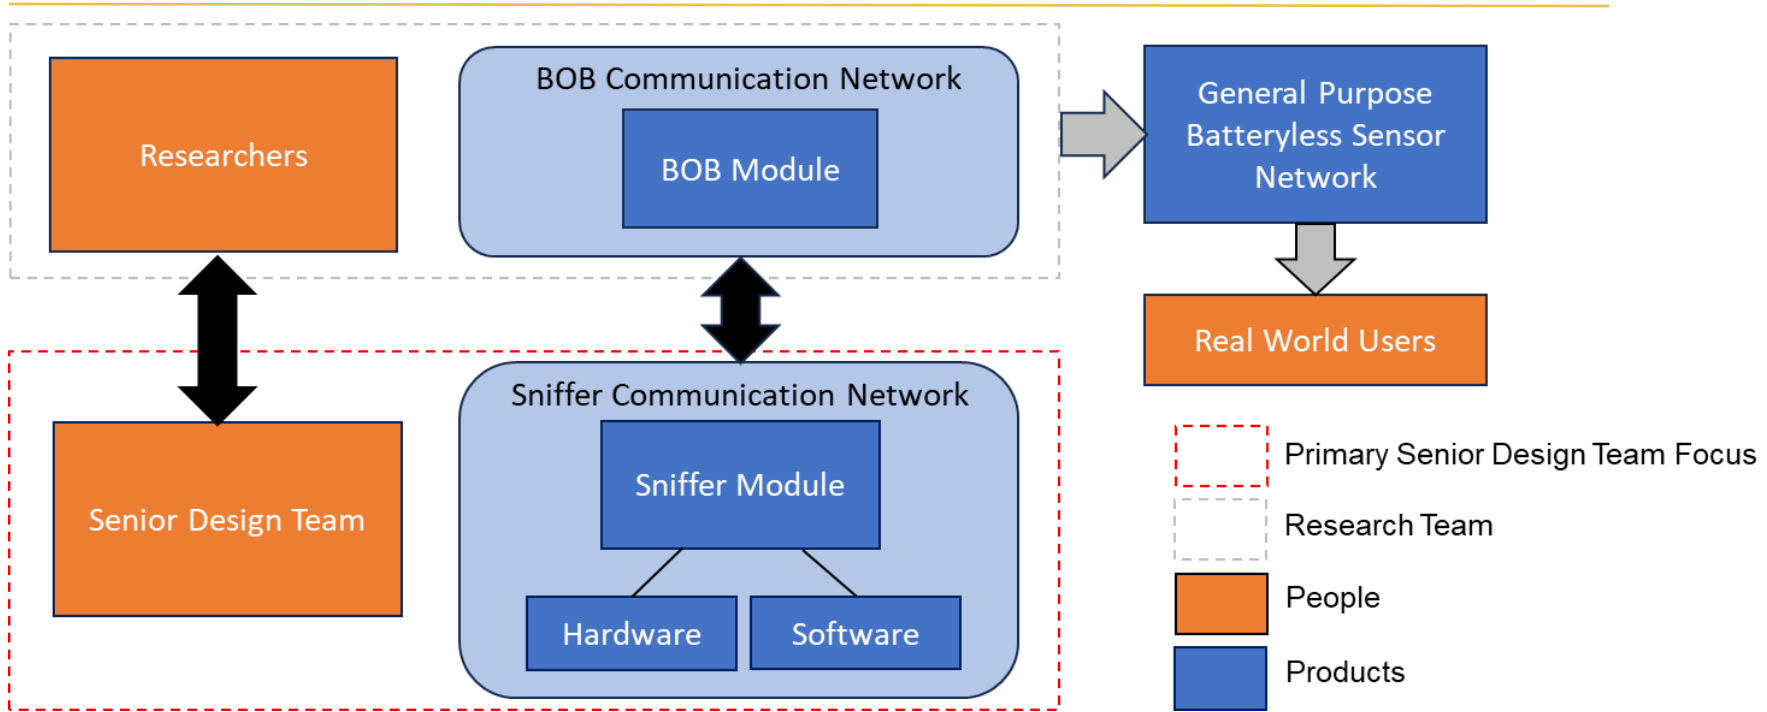 Researchers
BOB Communication Network
BOB Module
General Purpose
Batteryless Sensor
Network
Real World Users
Senior Design Team
Sniffer Communication Network
Sniffer Module
Hardware
Software
Primary Senior Design Team Focus
Research Team
People
Products